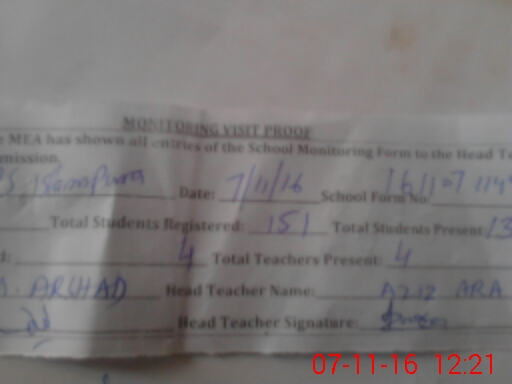 MONITORING VISIT PROOF
MEA has shown all entries of the School Monitoring Form to the Head
mission.
Date: 7/11/16 School Form No:
Total Students Registered: 151 Total Students Present: 13
d: 4 Total Teachers Present: 4
ARSHAD Head Teacher Name: AZIZ ARA
Head Teacher Signature:
07-11-16 12:21